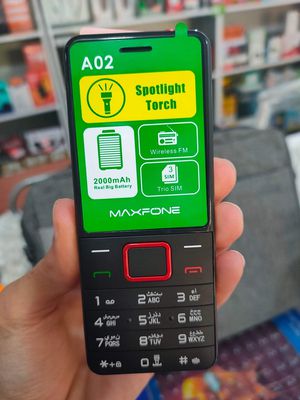 A02
Spotlight
Torch
2000mAh
Real Big Battery
Wireless FM
3
SIM
Trio SIM
MAXFONE
1
2 ABC
3 DEF
4 GHI
5 JKL
6 MNO
7 PQRS
8 TUV
9 WXYZ
* + 0 #